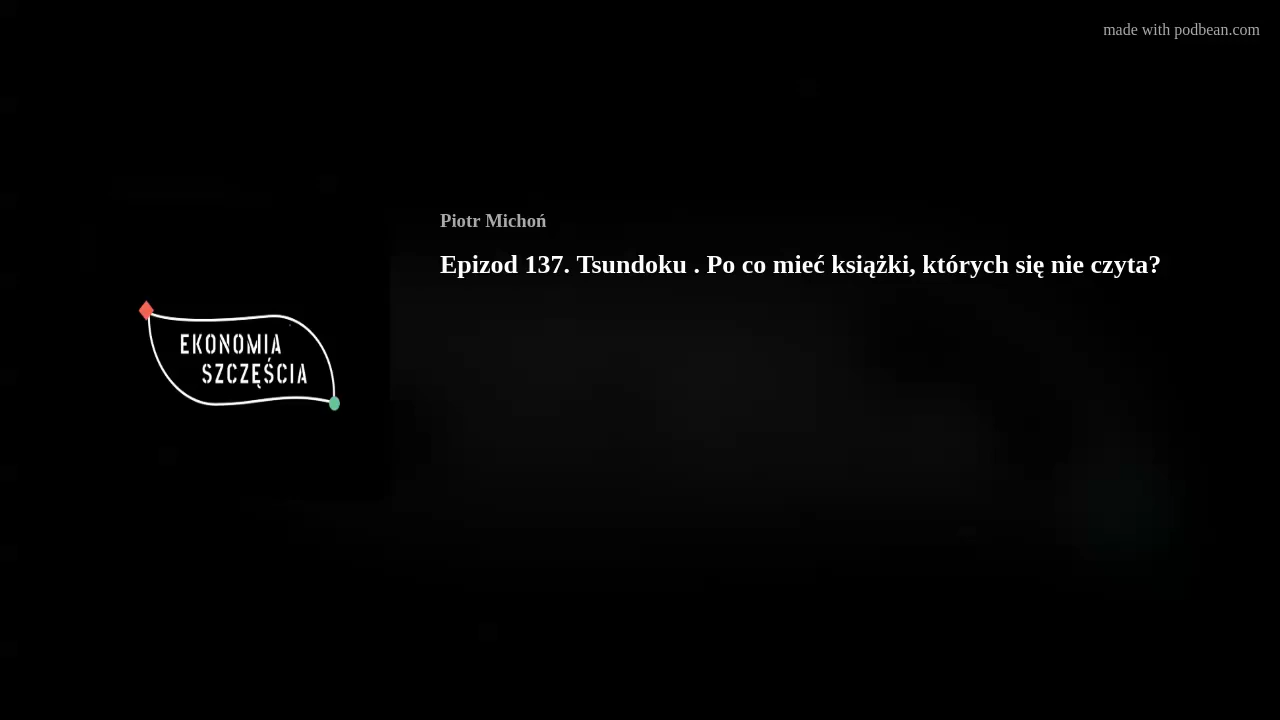 made with podbean.com
Piotr Michoń
Epizod 137. Tsundoku . Po co mieć książki, których się nie czyta?
EKONOMIA
SZCZĘŚCIA